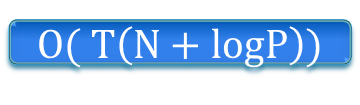 O( T(N + logP))